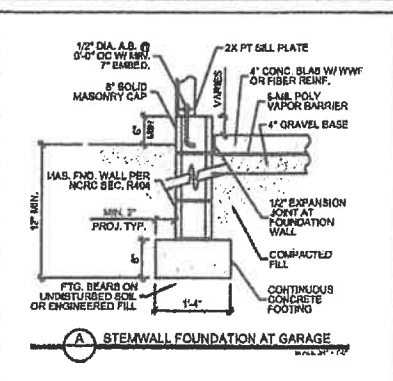 1/2" DIA. A.B. @
6'-0" OC W/ MIN.
7" EMBED.
8" SOLID
MASONRY CAP
2X PT SILL PLATE
4" CONC. SLAB W/ WWF
OR FIBER REINF.
VARIES
6-MIL POLY
VAPOR BARRIER
4" GRAVEL BASE
6"
MIN
12" MIN.
MAS. FND. WALL PER
NCRC SEC. R404
1/2" EXPANSION
JOINT AT
FOUNDATION
WALL
MIN. 2"
PROJ. TYP.
COMPACTED
FILL
8"
FTG. BEARS ON
UNDISTURBED SOIL
OR ENGINEERED FILL
1'-4"
CONTINUOUS
CONCRETE
FOOTING
A
STEMWALL FOUNDATION AT GARAGE